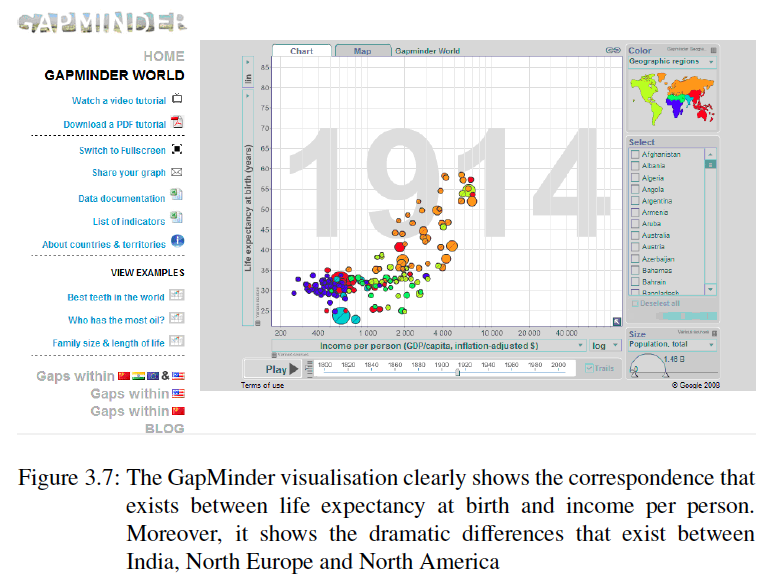 GAPMINDER
HOME
GAPMINDER WORLD
Watch a video tutorial
Download a PDF tutorial
Switch to Fullscreen
Share your graph
Data documentation
List of indicators
About countries & territories
VIEW EXAMPLES
Best teeth in the world
Who has the most oil?
Family size & length of life
Gaps within &
Gaps within
Gaps within
BLOG
Chart Map Gapminder World
lin
Life expectancy at birth (years)
85
80
75
70
65
60
55
50
45
40
35
30
25
1914
200 400 1 000 2 000 4 000 10 000 20 000 40 000
Income per person (GDP/capita, inflation-adjusted $) log
Play
1800 1820 1840 1860 1880 1900 1920 1940 1960 1980 2000
Trails
Terms of use
Color
Geographic regions
Select
Afghanistan
Albania
Algeria
Angola
Argentina
Armenia
Aruba
Australia
Austria
Azerbaijan
Bahamas
Bahrain
Bangladesh
Deselect all
Size
Population, total
1.46 B
© Google 2008
Figure 3.7: The GapMinder visualisation clearly shows the correspondence that
exists between life expectancy at birth and income per person.
Moreover, it shows the dramatic differences that exist between
India, North Europe and North America